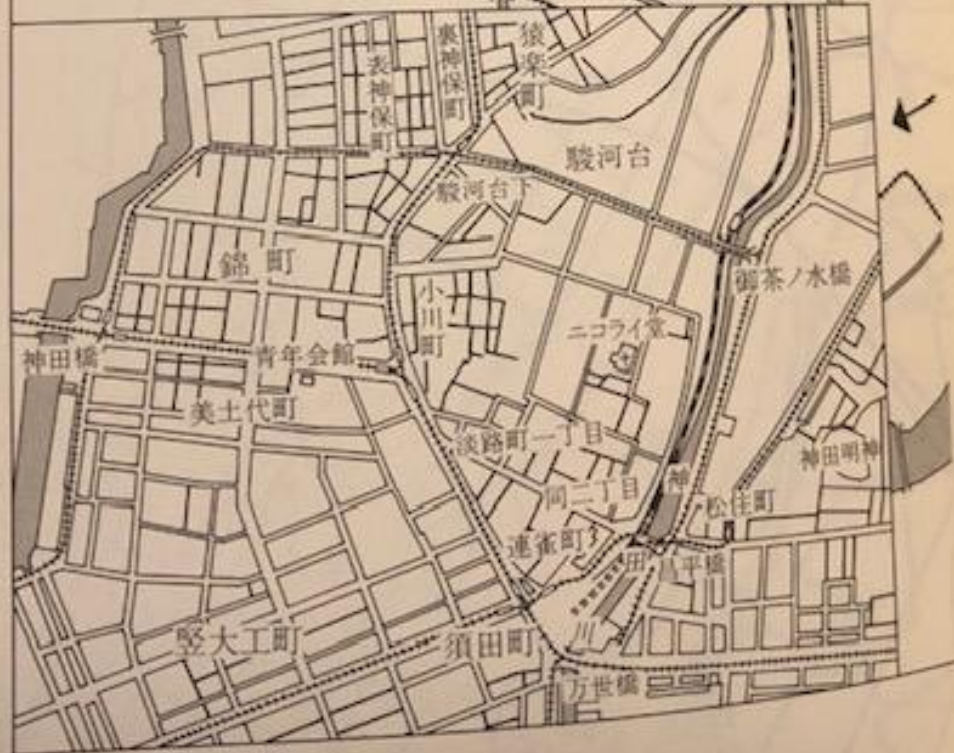 裏神保町
猿楽町
表神保町
駿河台
駿河台下
錦町
御茶ノ水橋
小川町
ニコライ堂
神田橋
青年会館
美土代町
淡路町一丁目
神田明神
同二丁目
松住町
連雀町
神田川
昌平橋
竪大工町
須田町
万世橋